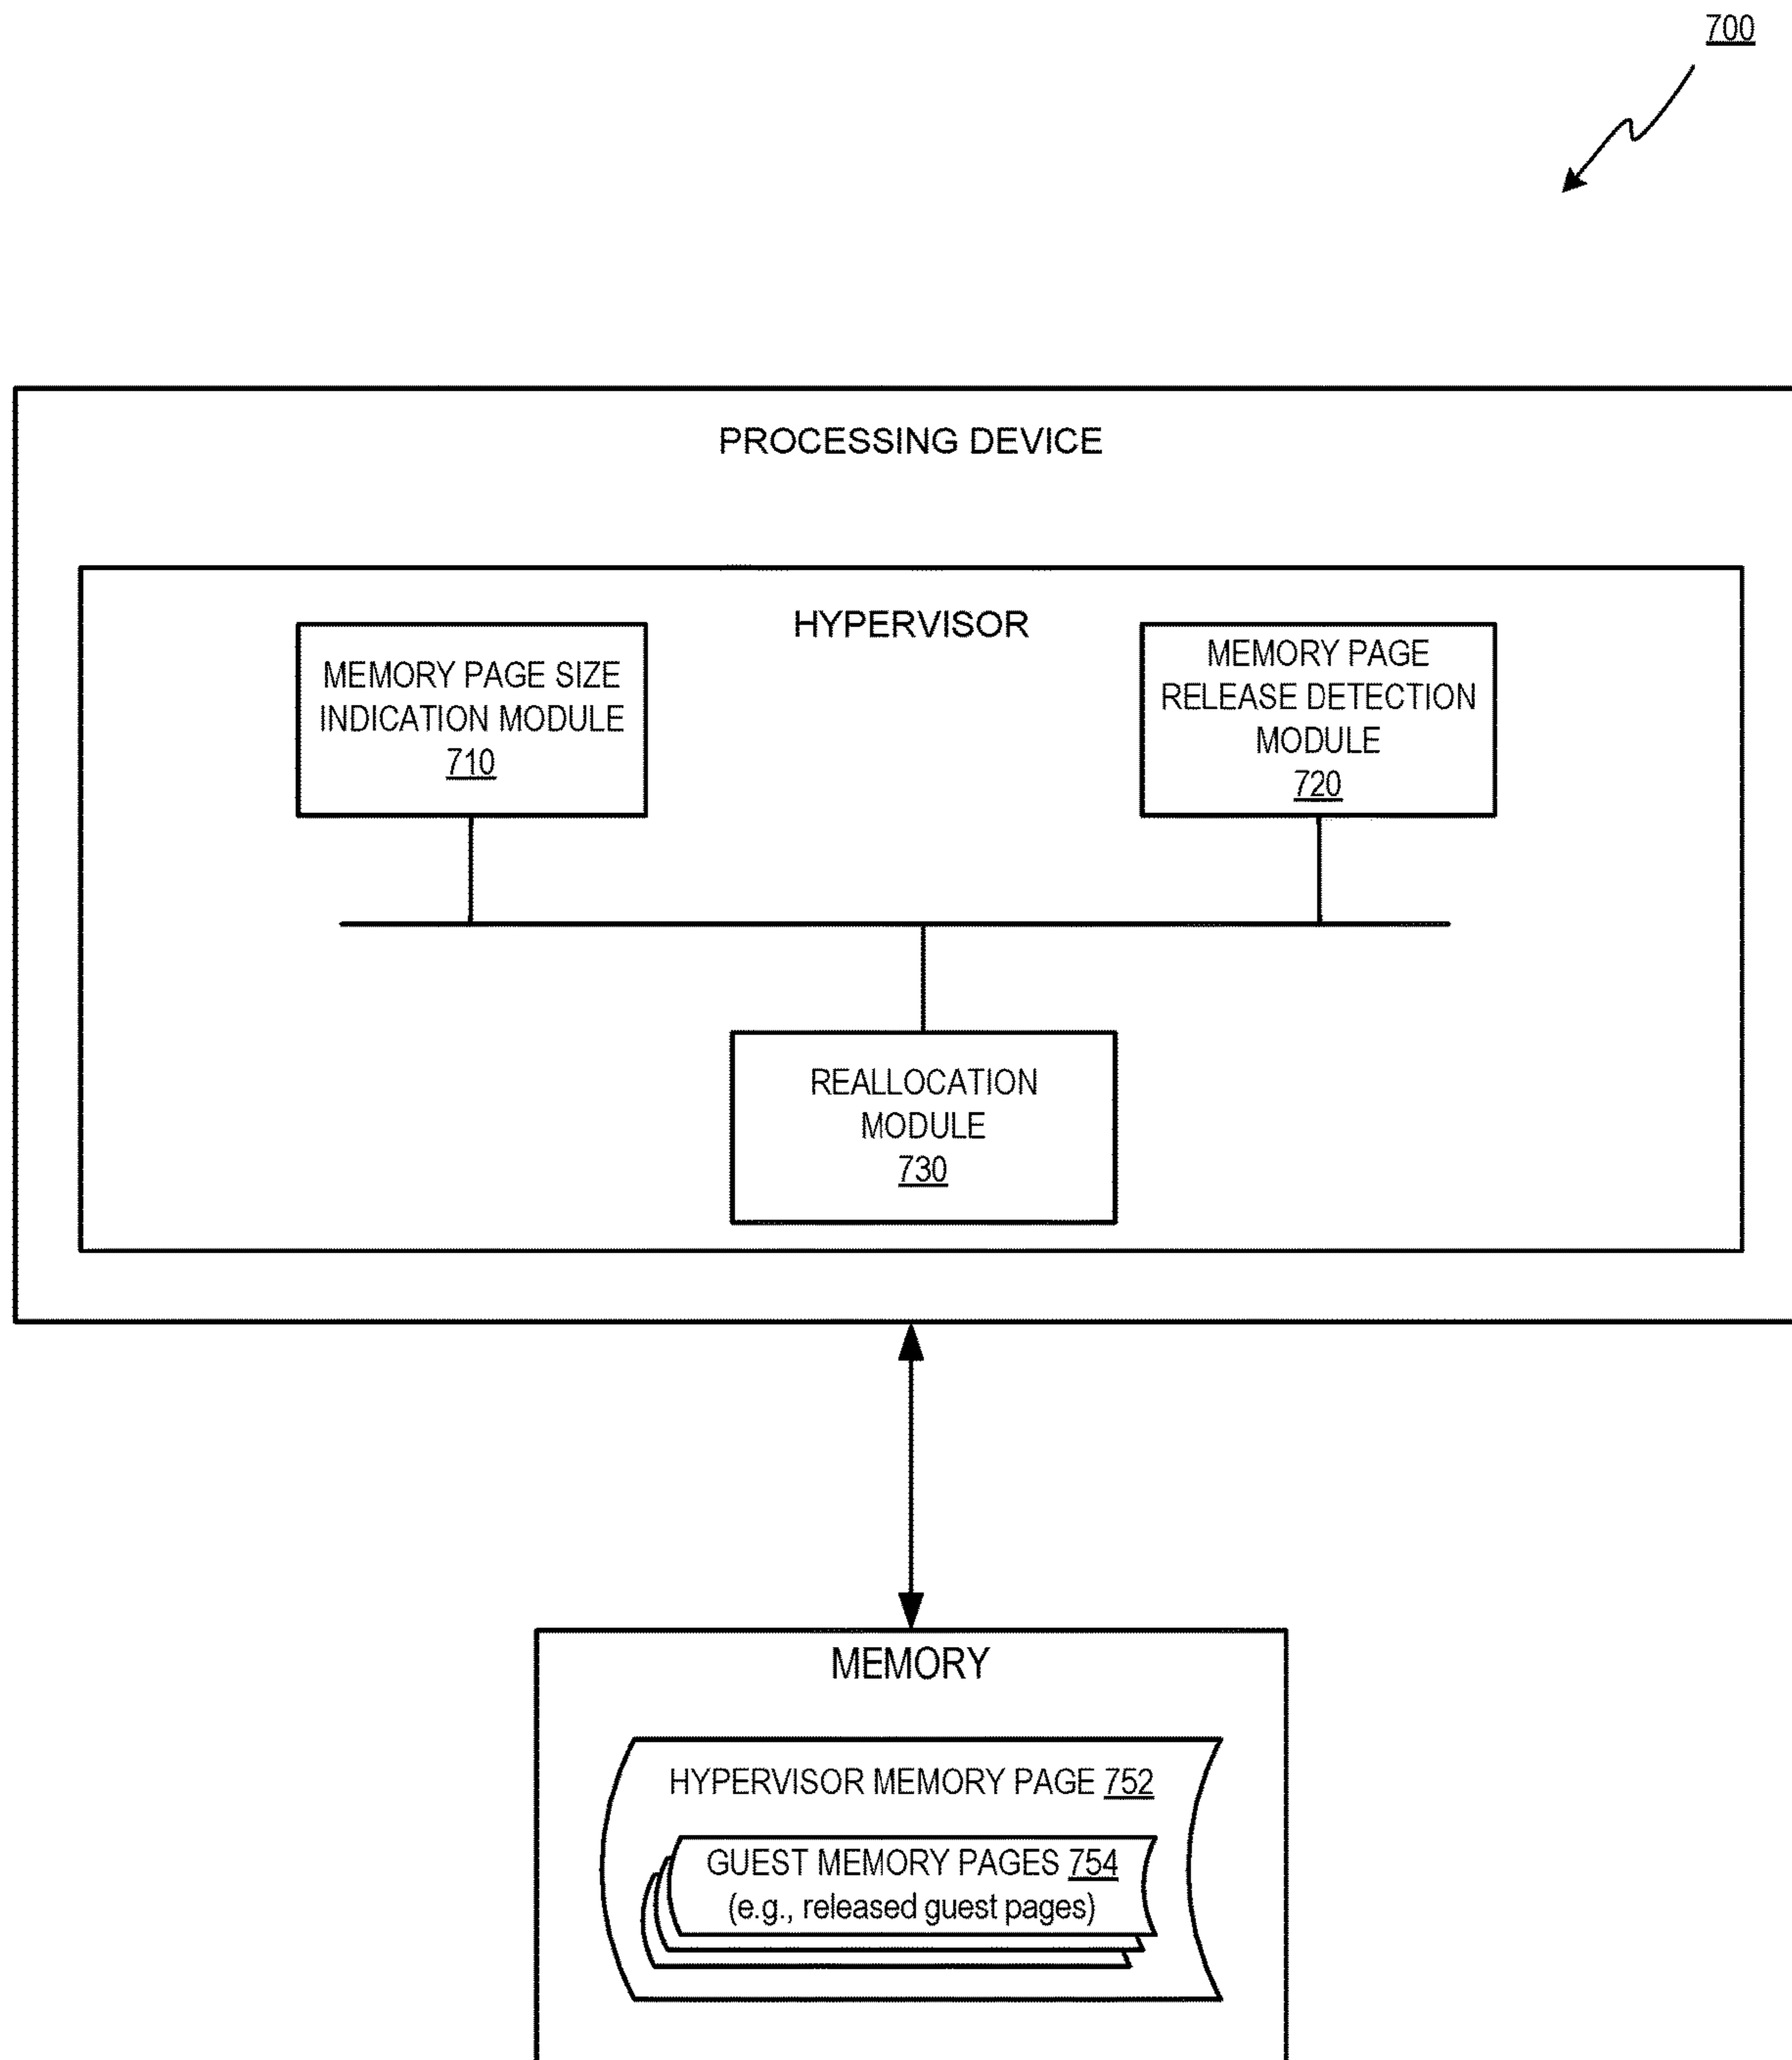 700
PROCESSING DEVICE
HYPERVISOR
MEMORY PAGE SIZE
INDICATION MODULE
710
MEMORY PAGE
RELEASE DETECTION
MODULE
720
REALLOCATION
MODULE
730
MEMORY
HYPERVISOR MEMORY PAGE 752
GUEST MEMORY PAGES 754
(e.g., released guest pages)